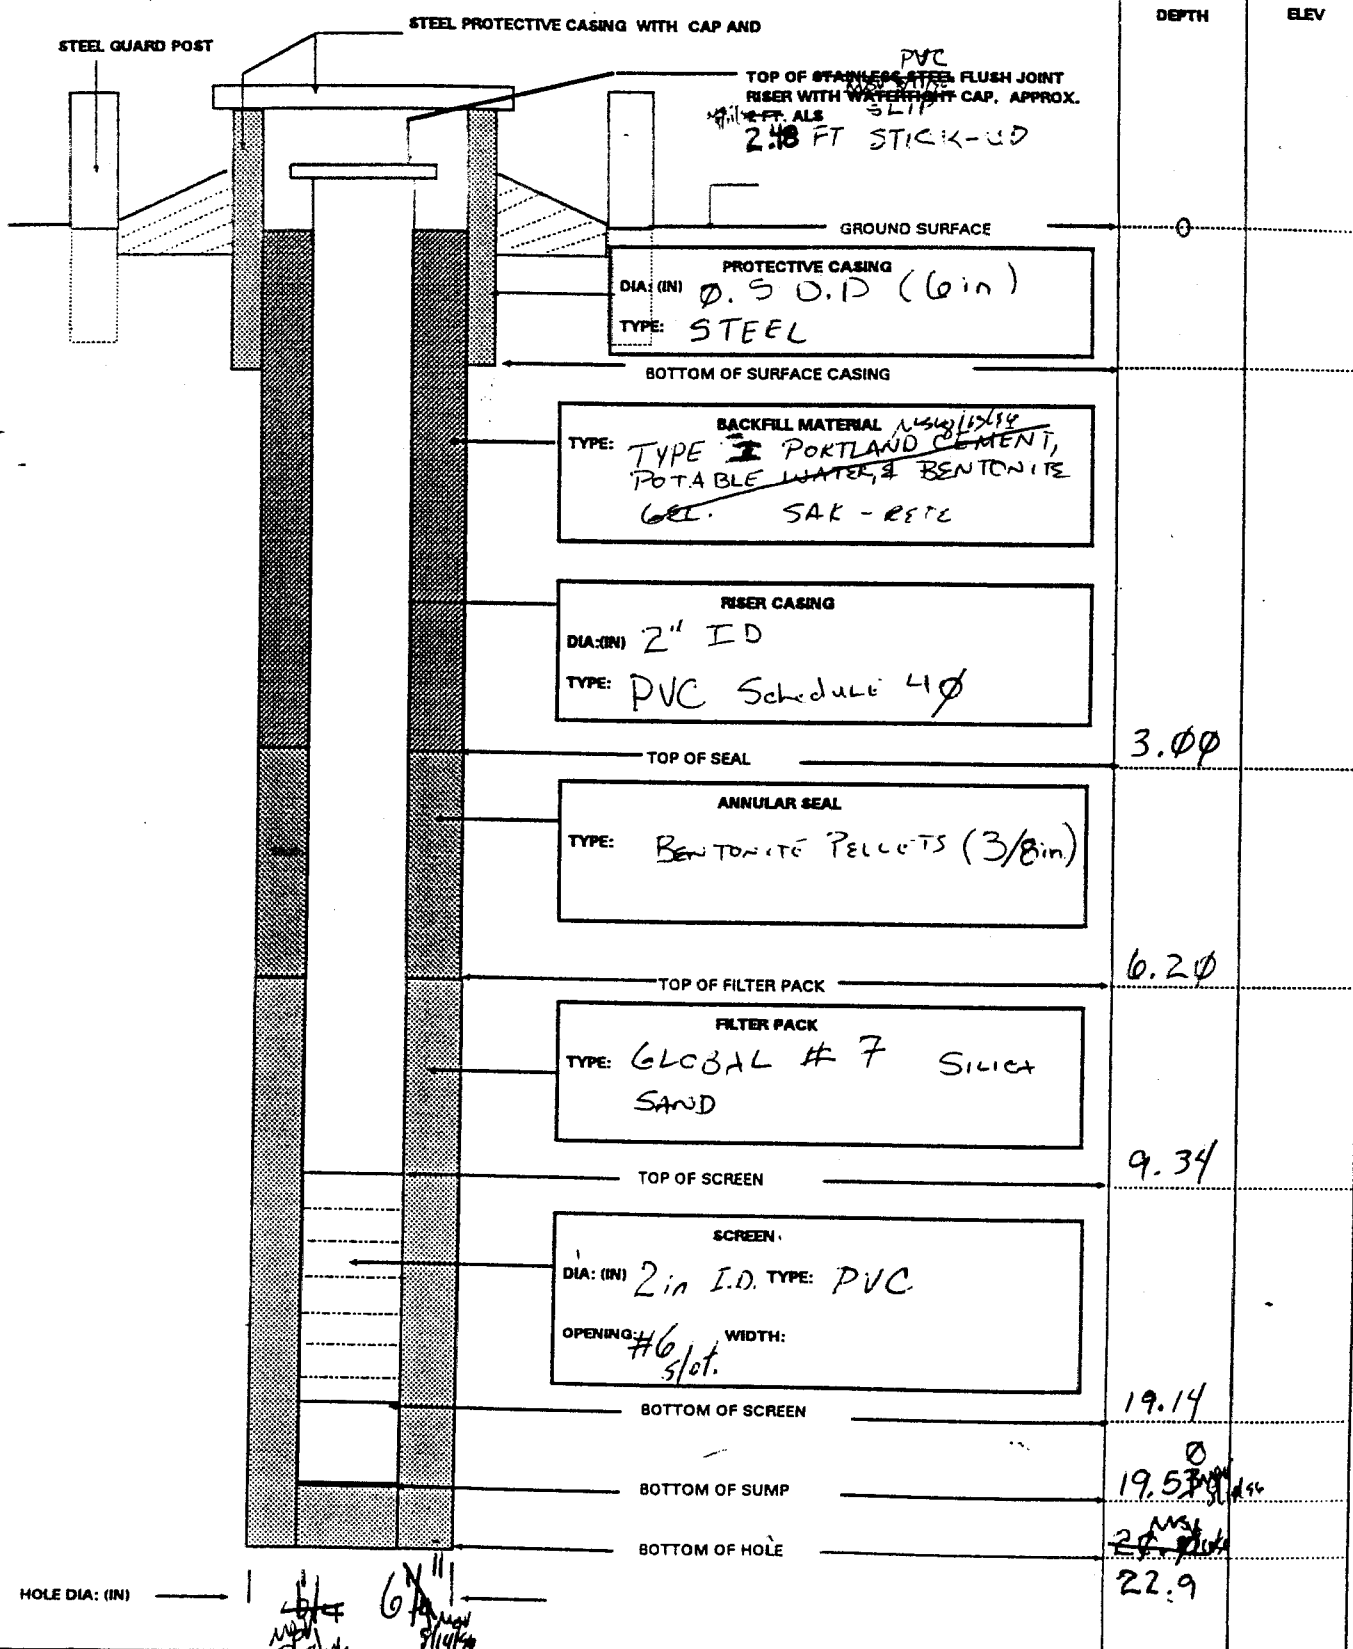 DEPTH ELEV
STEEL PROTECTIVE CASING WITH CAP AND
STEEL GUARD POST
PVC
TOP OF STAINLESS STEEL FLUSH JOINT
RISER WITH WATERTIGHT CAP, APPROX.
SLIP
2 FT. ALS
2.48 FT STICK-UP
GROUND SURFACE 0
PROTECTIVE CASING
DIA: (IN) Ø.5 O.D (6in)
TYPE: STEEL
BOTTOM OF SURFACE CASING
BACKFILL MATERIAL
TYPE: TYPE I PORTLAND CEMENT,
POTABLE WATER, & BENTONITE
GEL. SAK-RETE
RISER CASING
DIA:(IN) 2" ID
TYPE: PVC Schedule 4Ø
TOP OF SEAL 3.ØØ
ANNULAR SEAL
TYPE: BENTONITE PELLETS (3/8in.)
TOP OF FILTER PACK 6.2Ø
FILTER PACK
TYPE: GLOBAL # 7 SILICA
SAND
TOP OF SCREEN 9.34
SCREEN
DIA: (IN) 2in I.D. TYPE: PVC
OPENING: #6 slot. WIDTH:
BOTTOM OF SCREEN 19.14
Ø
BOTTOM OF SUMP 19.5
BOTTOM OF HOLE
22.9
HOLE DIA: (IN) 6"